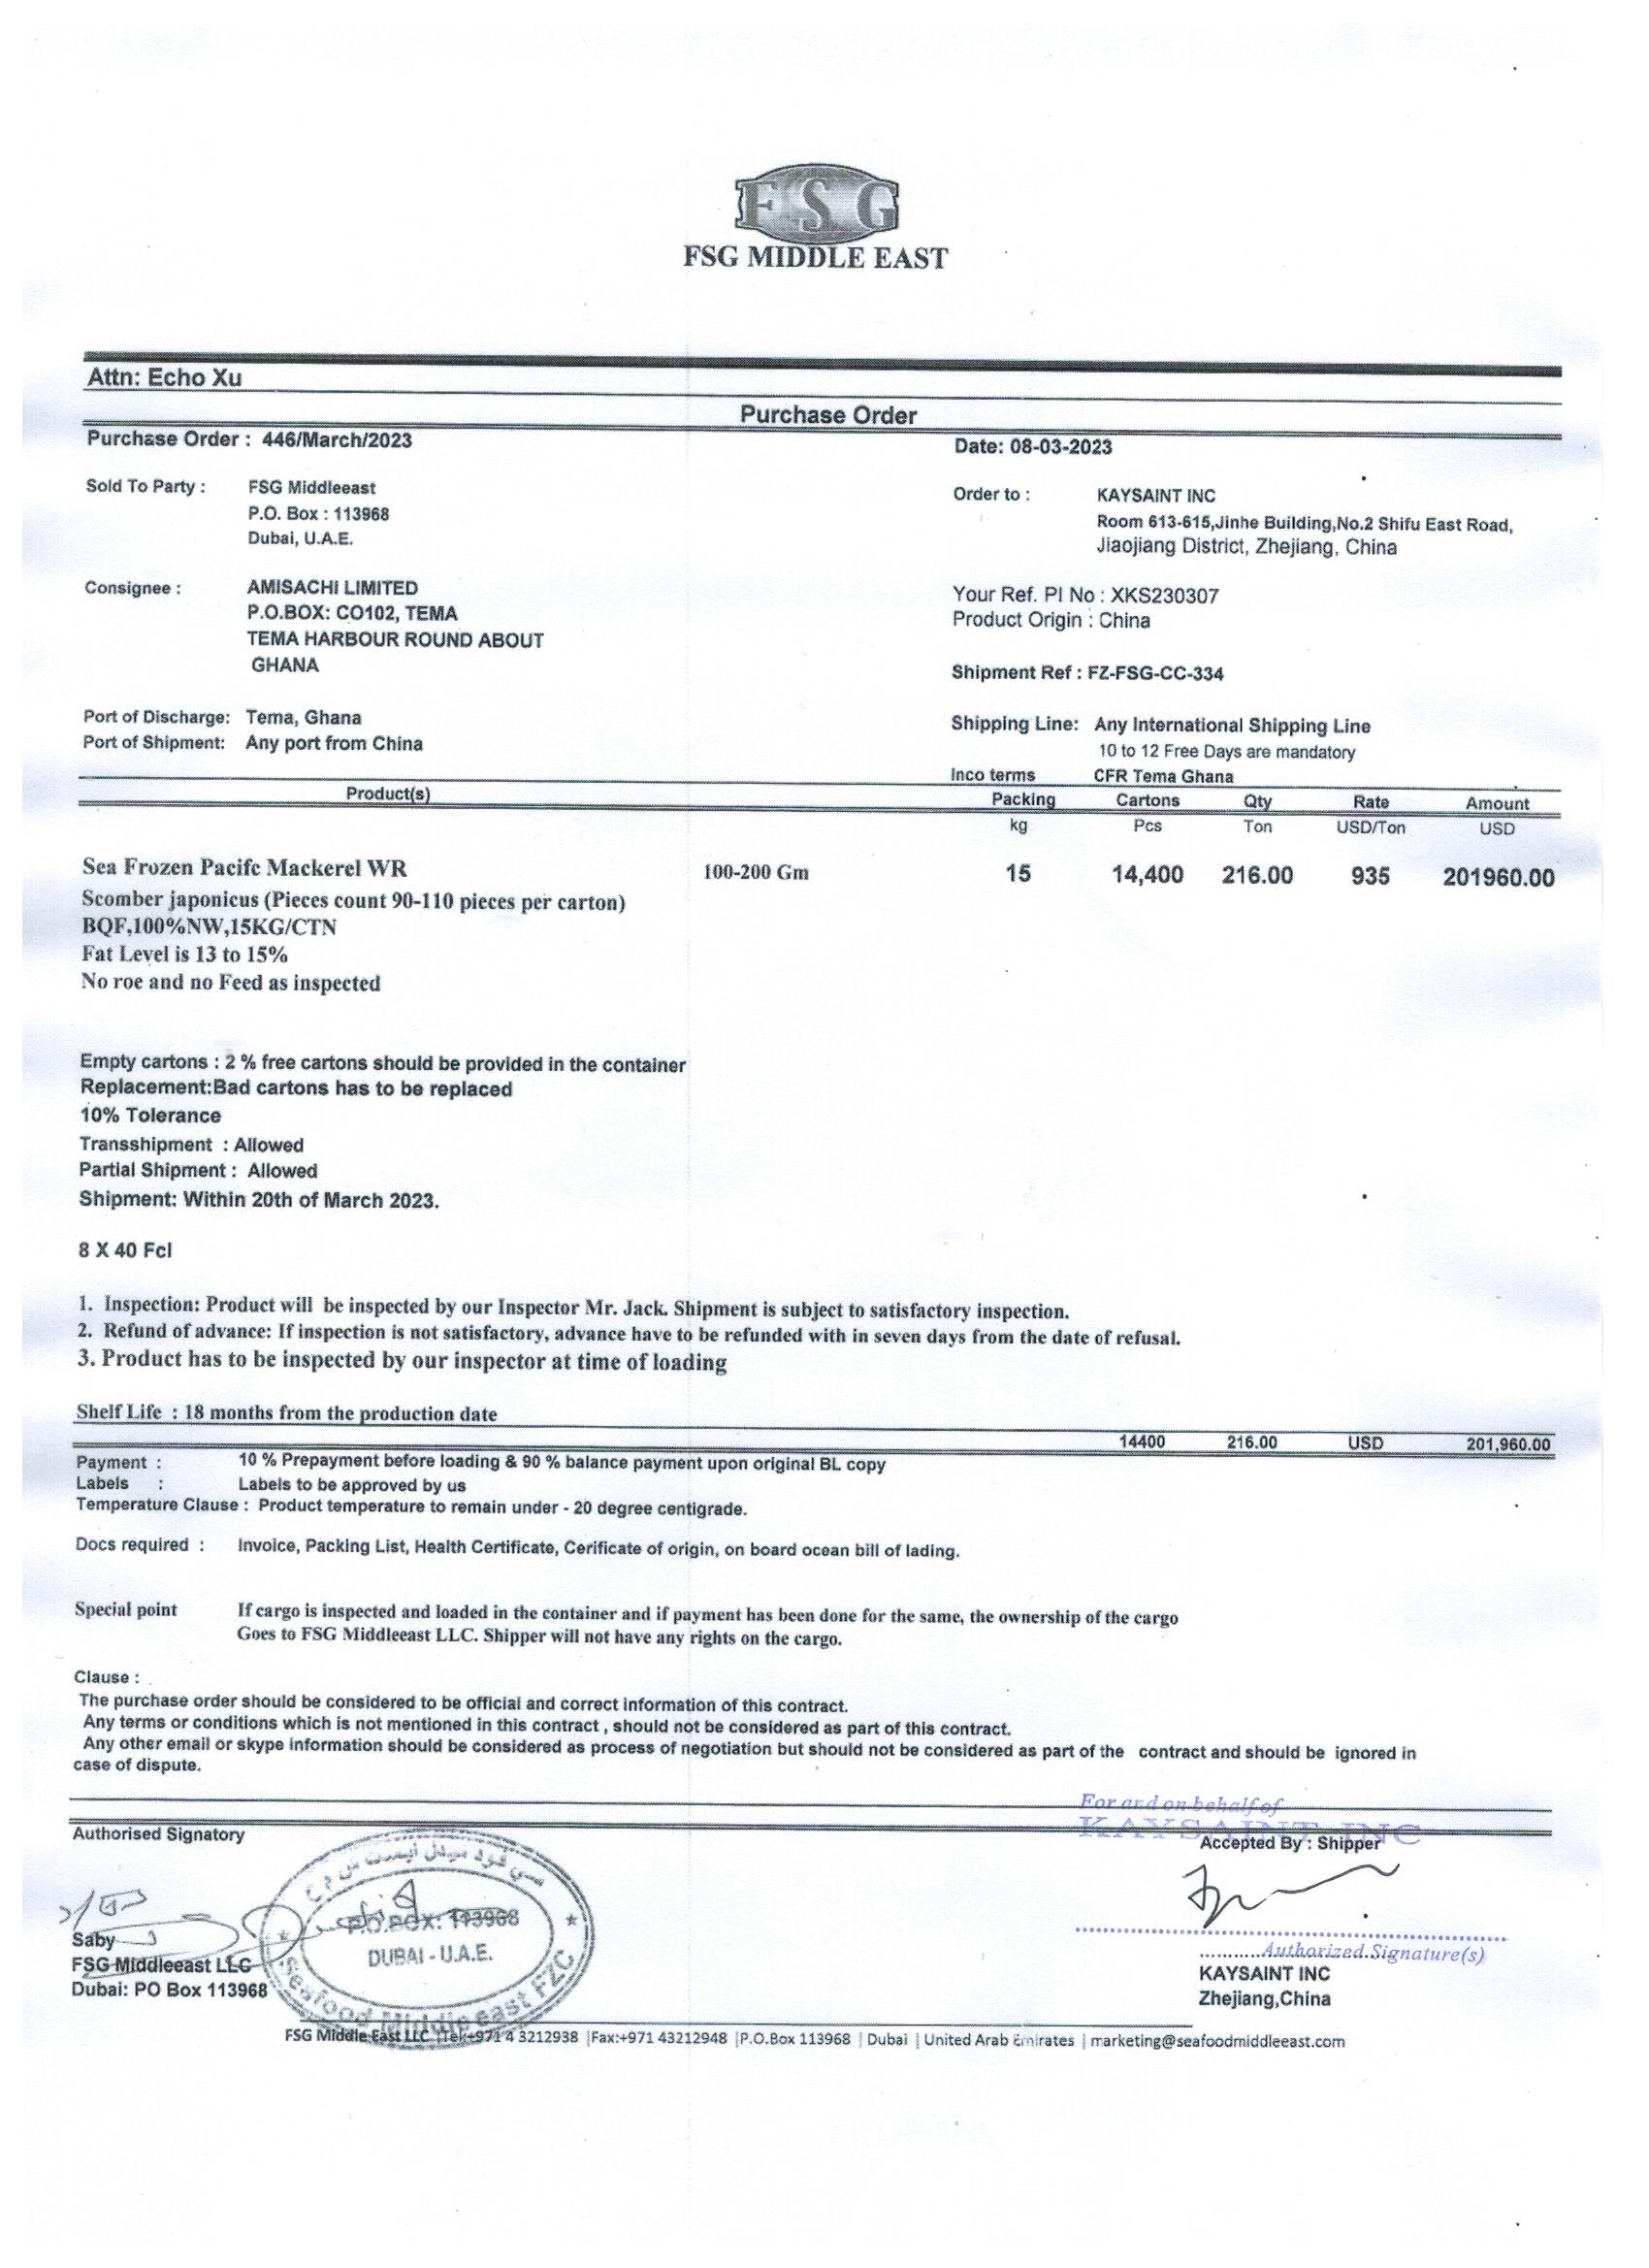 FSG
FSG MIDDLE EAST
Attn: Echo Xu
Purchase Order
Purchase Order : 446/March/2023
Date: 08-03-2023
Sold To Party : FSG Middleeast
P.O. Box : 113968
Dubai, U.A.E.
Order to : KAYSAINT INC
Room 613-615,Jinhe Building,No.2 Shifu East Road,
Jiaojiang District, Zhejiang, China
Consignee : AMISACHI LIMITED
P.O.BOX: CO102, TEMA
TEMA HARBOUR ROUND ABOUT
GHANA
Your Ref. PI No : XKS230307
Product Origin : China
Shipment Ref : FZ-FSG-CC-334
Port of Discharge: Tema, Ghana
Port of Shipment: Any port from China
Shipping Line: Any International Shipping Line
10 to 12 Free Days are mandatory
Inco terms CFR Tema Ghana
Product(s) Packing Cartons Qty Rate Amount
kg Pcs Ton USD/Ton USD
Sea Frozen Pacifc Mackerel WR 100-200 Gm 15 14,400 216.00 935 201960.00
Scomber japonicus (Pieces count 90-110 pieces per carton)
BQF,100%NW,15KG/CTN
Fat Level is 13 to 15%
No roe and no Feed as inspected
Empty cartons : 2 % free cartons should be provided in the container
Replacement:Bad cartons has to be replaced
10% Tolerance
Transshipment : Allowed
Partial Shipment : Allowed
Shipment: Within 20th of March 2023.
8 X 40 Fcl
1. Inspection: Product will be inspected by our Inspector Mr. Jack. Shipment is subject to satisfactory inspection.
2. Refund of advance: If inspection is not satisfactory, advance have to be refunded with in seven days from the date of refusal.
3. Product has to be inspected by our inspector at time of loading
Shelf Life : 18 months from the production date
14400 216.00 USD 201,960.00
Payment : 10 % Prepayment before loading & 90 % balance payment upon original BL copy
Labels : Labels to be approved by us
Temperature Clause : Product temperature to remain under - 20 degree centigrade.
Docs required : Invoice, Packing List, Health Certificate, Cerificate of origin, on board ocean bill of lading.
Special point If cargo is inspected and loaded in the container and if payment has been done for the same, the ownership of the cargo
Goes to FSG Middleeast LLC. Shipper will not have any rights on the cargo.
Clause :
The purchase order should be considered to be official and correct information of this contract.
Any terms or conditions which is not mentioned in this contract , should not be considered as part of this contract.
Any other email or skype information should be considered as process of negotiation but should not be considered as part of the contract and should be ignored in
case of dispute.
For and on behalf of
KAYSAINT INC
Authorised Signatory
Accepted By : Shipper
سي فود ميدل ايست ش م ح
P.O.BOX: 113968
DUBAI - U.A.E.
Seafood Middle east FZC
Saby
FSG Middleeast LLC
Dubai: PO Box 113968
Authorized Signature(s)
KAYSAINT INC
Zhejiang,China
FSG Middle East LLC |Tel:+971 4 3212938 |Fax:+971 43212948 |P.O.Box 113968 | Dubai | United Arab Emirates | marketing@seafoodmiddleeast.com